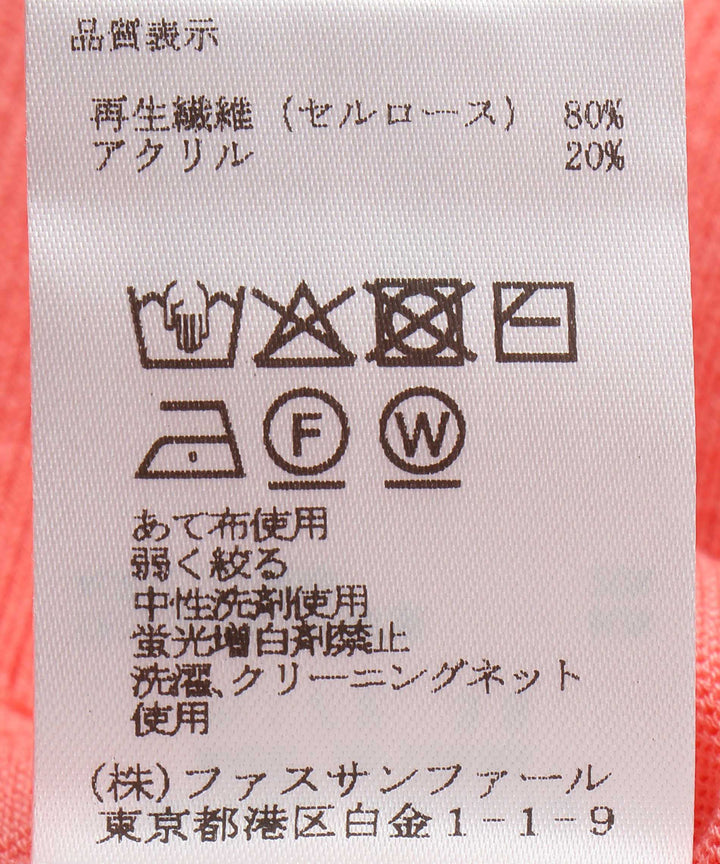 品質表示
再生繊維（セルロース） 80%
アクリル 20%
F W
あて布使用
弱く絞る
中性洗剤使用
蛍光増白剤禁止
洗濯、クリーニングネット
使用
(株)ファスサンファール
東京都港区白金1-1-9